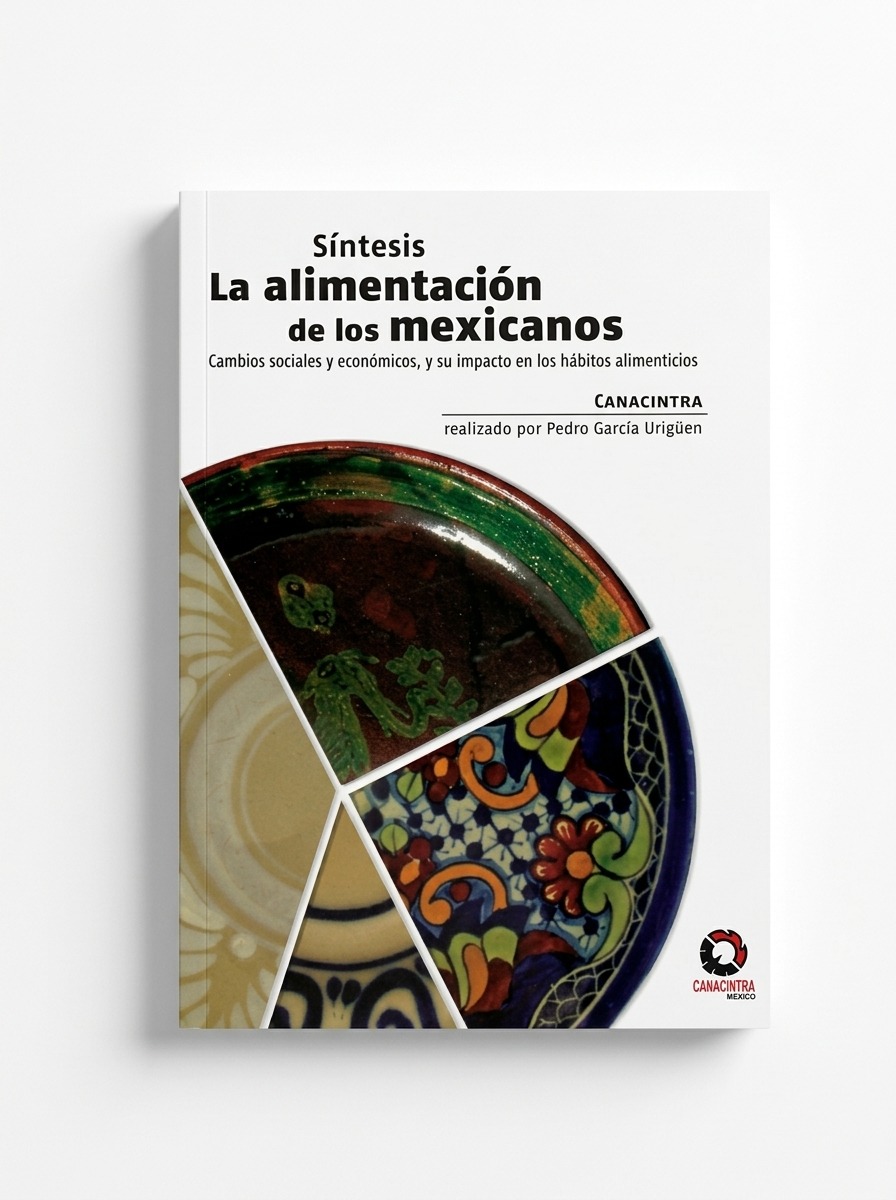 Síntesis
La alimentación
de los mexicanos
Cambios sociales y económicos, y su impacto en los hábitos alimenticios
CANACINTRA
realizado por Pedro García Urigüen
CANACINTRA
MEXICO